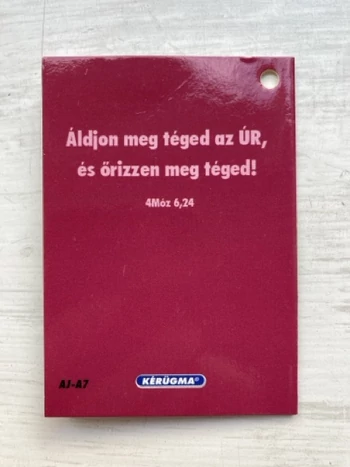 Áldjon meg téged az ÚR,
és őrizzen meg téged!
4Móz 6,24
AJ-A7
KERÜGMA®